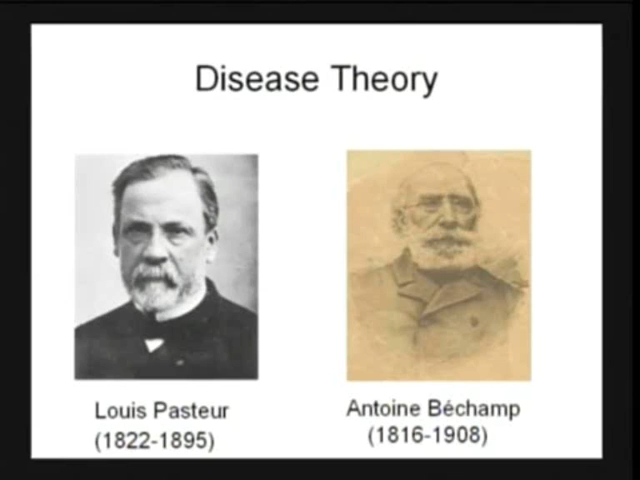 Disease Theory
Louis Pasteur
(1822-1895)
Antoine Béchamp
(1816-1908)